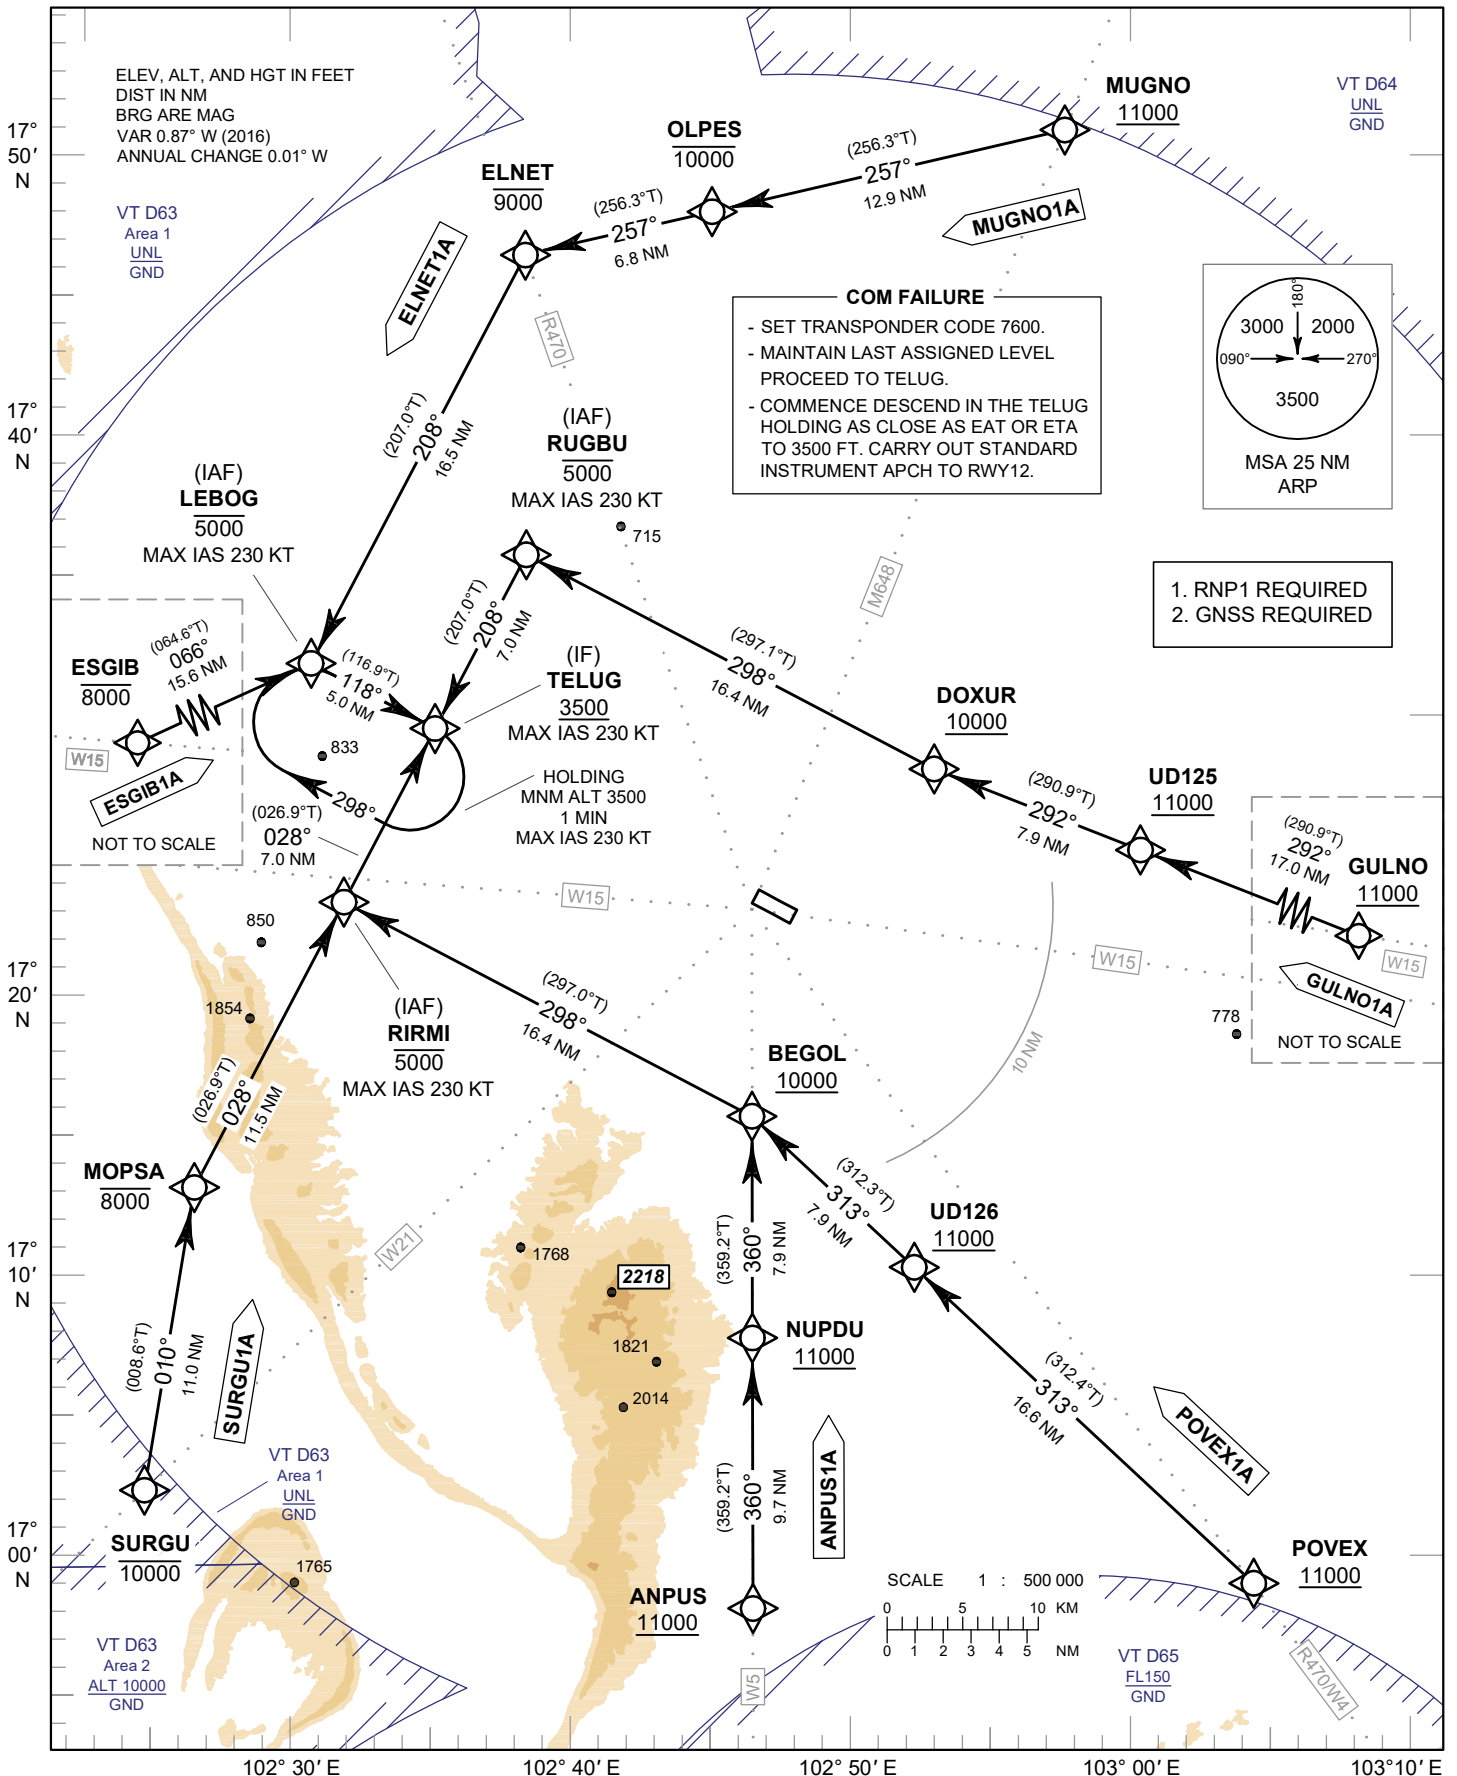 ELEV, ALT, AND HGT IN FEET
DIST IN NM
BRG ARE MAG
VAR 0.87° W (2016)
ANNUAL CHANGE 0.01° W
VT D63
Area 1
UNL
GND
VT D64
UNL
GND
MUGNO
11000
OLPES
10000
ELNET
9000
(256.3°T)
257°
12.9 NM
(256.3°T)
257°
6.8 NM
MUGNO1A
ELNET1A
R470
COM FAILURE
- SET TRANSPONDER CODE 7600.
- MAINTAIN LAST ASSIGNED LEVEL
PROCEED TO TELUG.
- COMMENCE DESCEND IN THE TELUG
HOLDING AS CLOSE AS EAT OR ETA
TO 3500 FT. CARRY OUT STANDARD
INSTRUMENT APCH TO RWY12.
180°
3000
2000
090°
270°
3500
MSA 25 NM
ARP
1. RNP1 REQUIRED
2. GNSS REQUIRED
(207.0°T)
208°
16.5 NM
(IAF)
RUGBU
5000
MAX IAS 230 KT
715
(IAF)
LEBOG
5000
MAX IAS 230 KT
M648
(207.0°T)
208°
7.0 NM
(297.1°T)
298°
16.4 NM
ESGIB
8000
(064.6°T)
066°
15.6 NM
W15
ESGIB1A
NOT TO SCALE
(116.9°T)
118°
5.0 NM
(IF)
TELUG
3500
MAX IAS 230 KT
833
298°
HOLDING
MNM ALT 3500
1 MIN
MAX IAS 230 KT
(026.9°T)
028°
7.0 NM
DOXUR
10000
UD125
11000
(290.9°T)
292°
7.9 NM
(290.9°T)
292°
17.0 NM
GULNO
11000
W15
GULNO1A
NOT TO SCALE
W15
W15
850
1854
(IAF)
RIRMI
5000
MAX IAS 230 KT
(297.0°T)
298°
16.4 NM
10 NM
778
BEGOL
10000
(026.9°T)
028°
11.5 NM
MOPSA
8000
W21
1768
2218
1821
2014
(312.3°T)
313°
7.9 NM
UD126
11000
(359.2°T)
360°
7.9 NM
NUPDU
11000
(008.6°T)
010°
11.0 NM
SURGU1A
(312.4°T)
313°
16.6 NM
POVEX1A
(359.2°T)
360°
9.7 NM
ANPUS1A
VT D63
Area 1
UNL
GND
SURGU
10000
1765
ANPUS
11000
POVEX
11000
SCALE 1 : 500 000
0 5 10 KM
0 1 2 3 4 5 NM
VT D63
Area 2
ALT 10000
GND
W5
VT D65
FL150
GND
R470/W4
17°
50′
N
17°
40′
N
17°
20′
N
17°
10′
N
17°
00′
N
102° 30′ E
102° 40′ E
102° 50′ E
103° 00′ E
103° 10′ E